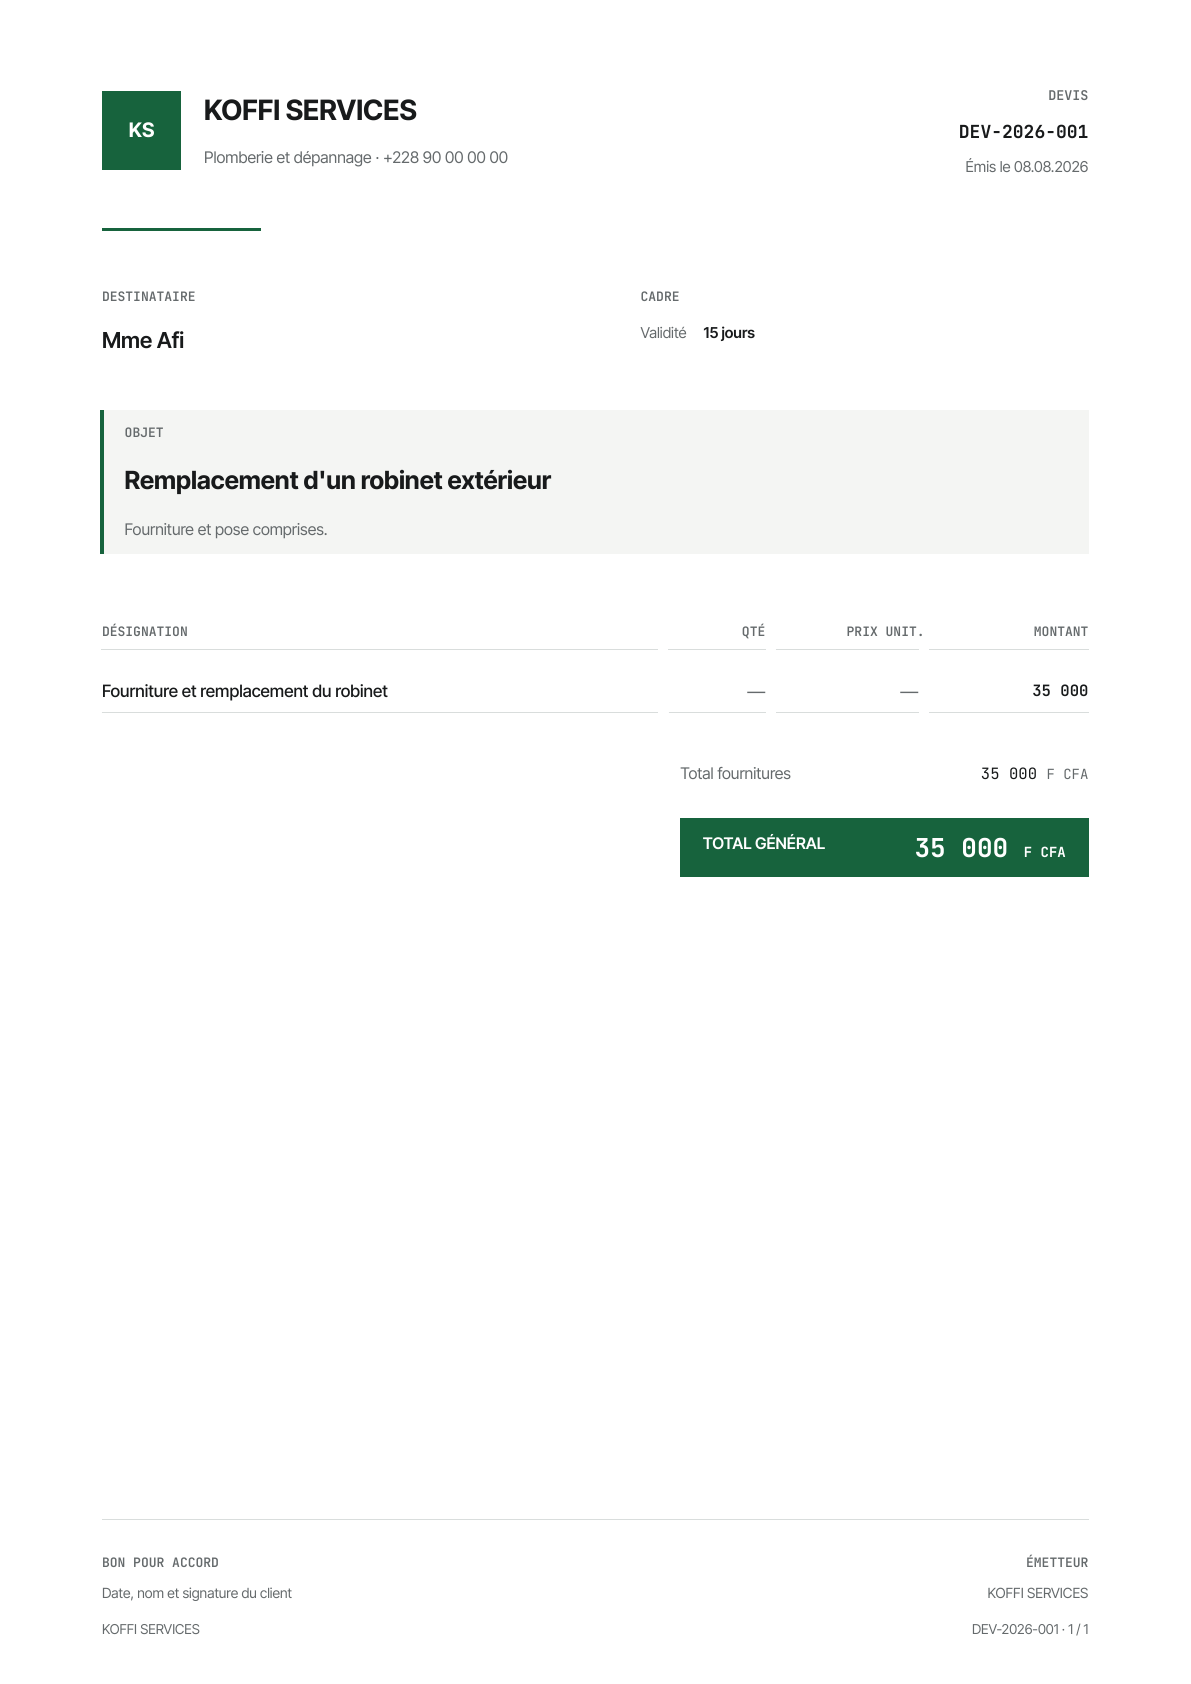 KS
KOFFI SERVICES
Plomberie et dépannage · +228 90 00 00 00
DEVIS
DEV-2026-001
Émis le 08.08.2026
DESTINATAIRE
Mme Afi
CADRE
Validité 15 jours
OBJET
Remplacement d'un robinet extérieur
Fourniture et pose comprises.
DÉSIGNATION QTÉ PRIX UNIT. MONTANT
Fourniture et remplacement du robinet — — 35 000
Total fournitures 35 000 F CFA
TOTAL GÉNÉRAL 35 000 F CFA
BON POUR ACCORD
Date, nom et signature du client
ÉMETTEUR
KOFFI SERVICES
KOFFI SERVICES
DEV-2026-001 · 1 / 1